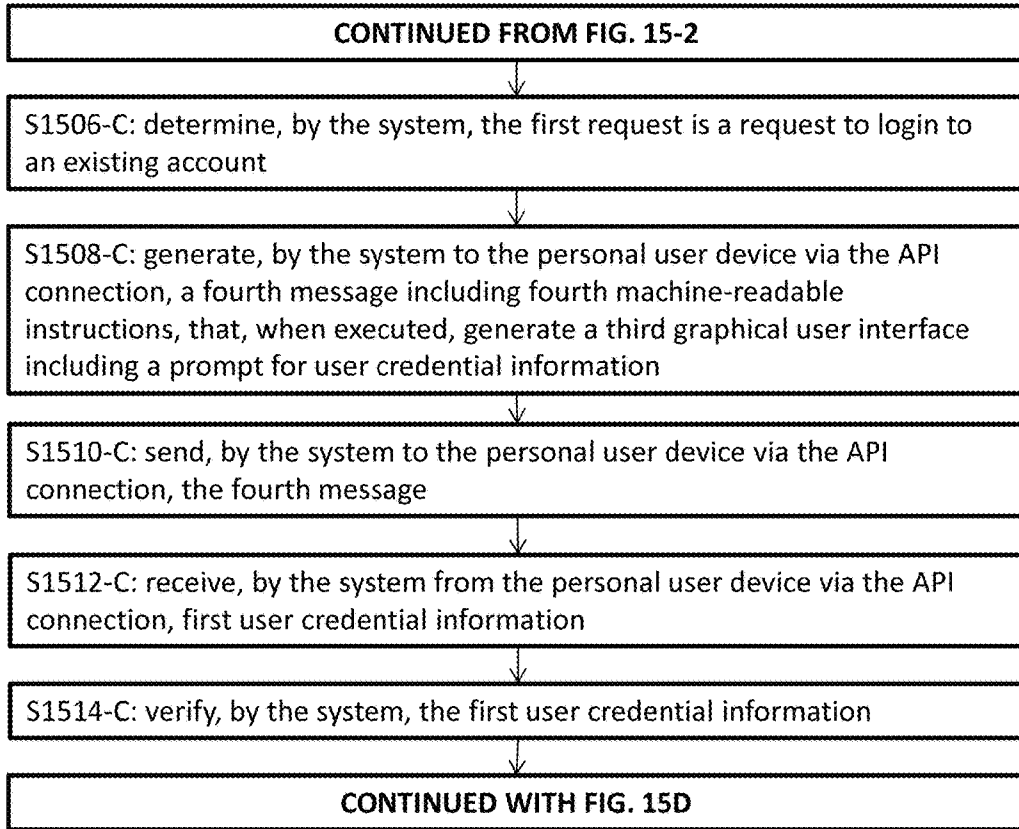 CONTINUED FROM FIG. 15-2
S1506-C: determine, by the system, the first request is a request to login to
an existing account
S1508-C: generate, by the system to the personal user device via the API
connection, a fourth message including fourth machine-readable
instructions, that, when executed, generate a third graphical user interface
including a prompt for user credential information
S1510-C: send, by the system to the personal user device via the API
connection, the fourth message
S1512-C: receive, by the system from the personal user device via the API
connection, first user credential information
S1514-C: verify, by the system, the first user credential information
CONTINUED WITH FIG. 15D